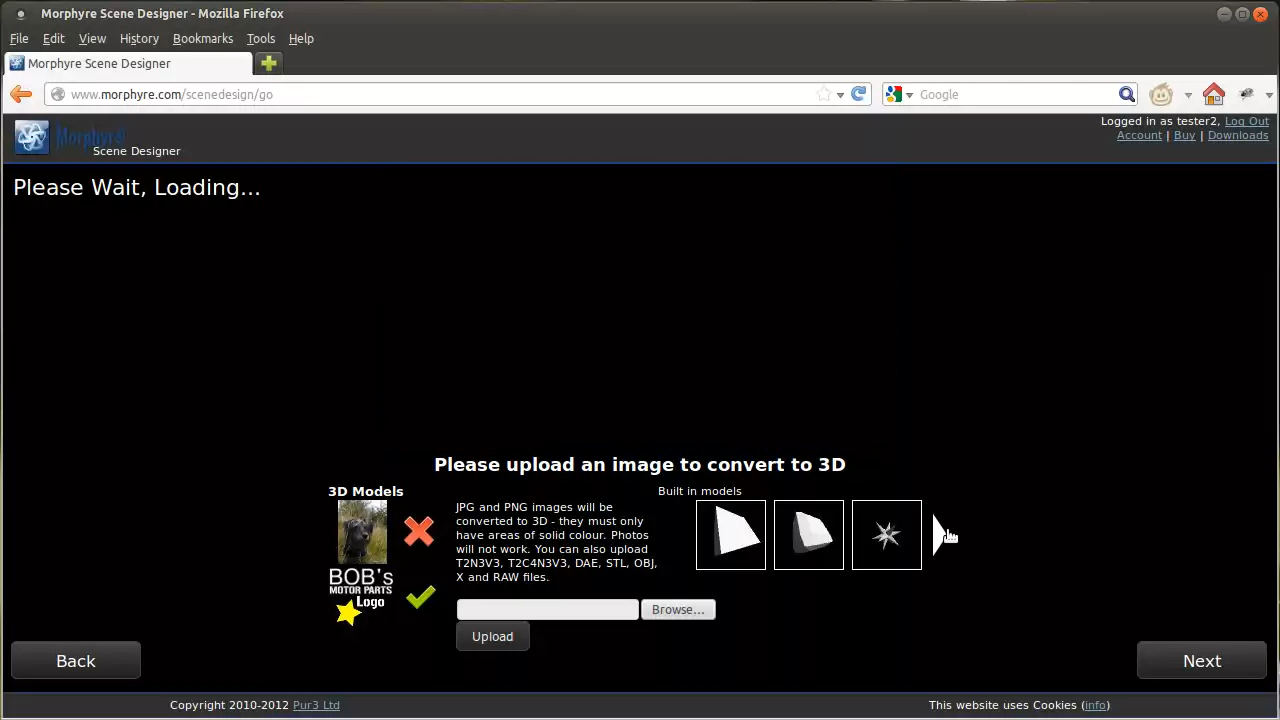 Morphyre Scene Designer - Mozilla Firefox
File Edit View History Bookmarks Tools Help
Morphyre Scene Designer
www.morphyre.com/scenedesign/go
Google
Morphyre!
Scene Designer
Logged in as tester2, Log Out
Account | Buy | Downloads
Please Wait, Loading...
Please upload an image to convert to 3D
3D Models
JPG and PNG images will be
converted to 3D - they must only
have areas of solid colour. Photos
will not work. You can also upload
T2N3V3, T2C4N3V3, DAE, STL, OBJ,
X and RAW files.
Built in models
BOB's
MOTOR PARTS
Logo
Browse...
Upload
Back
Next
Copyright 2010-2012 Pur3 Ltd
This website uses Cookies (info)